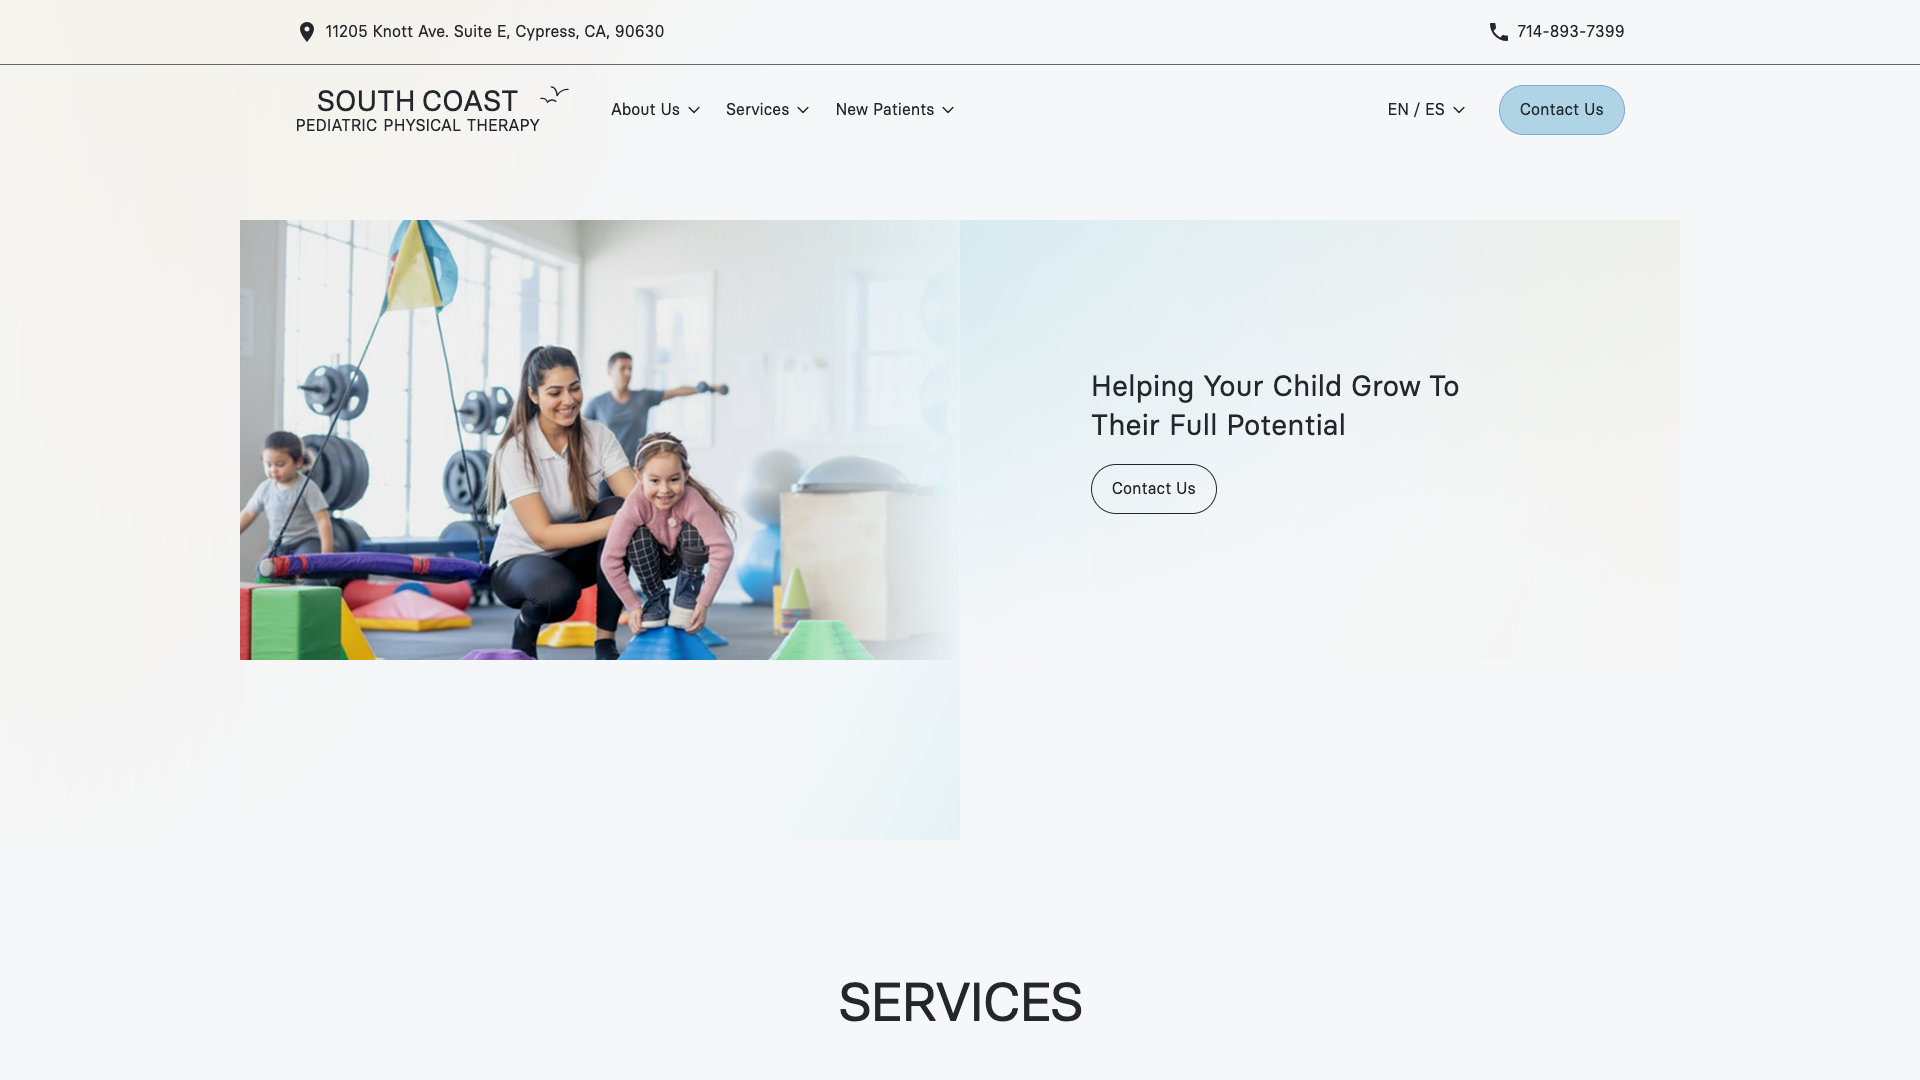 11205 Knott Ave. Suite E, Cypress, CA, 90630
714-893-7399
SOUTH COAST
PEDIATRIC PHYSICAL THERAPY
About Us
Services
New Patients
EN / ES
Contact Us
Helping Your Child Grow To
Their Full Potential
Contact Us
SERVICES